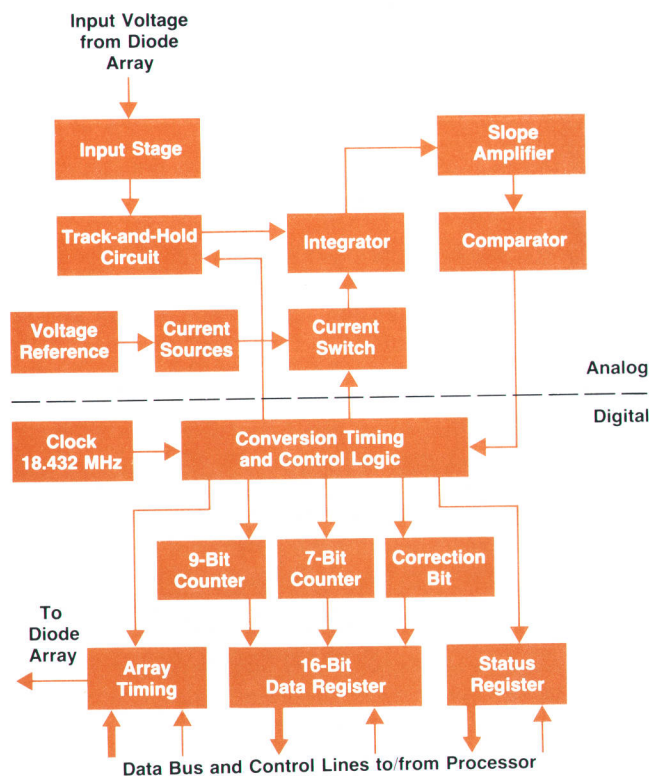 Input Voltage
from Diode
Array
Input Stage
Slope
Amplifier
Track-and-Hold
Circuit
Integrator
Comparator
Voltage
Reference
Current
Sources
Current
Switch
Analog
Digital
Clock
18.432 MHz
Conversion Timing
and Control Logic
9-Bit
Counter
7-Bit
Counter
Correction
Bit
To
Diode
Array
Array
Timing
16-Bit
Data Register
Status
Register
Data Bus and Control Lines to/from Processor